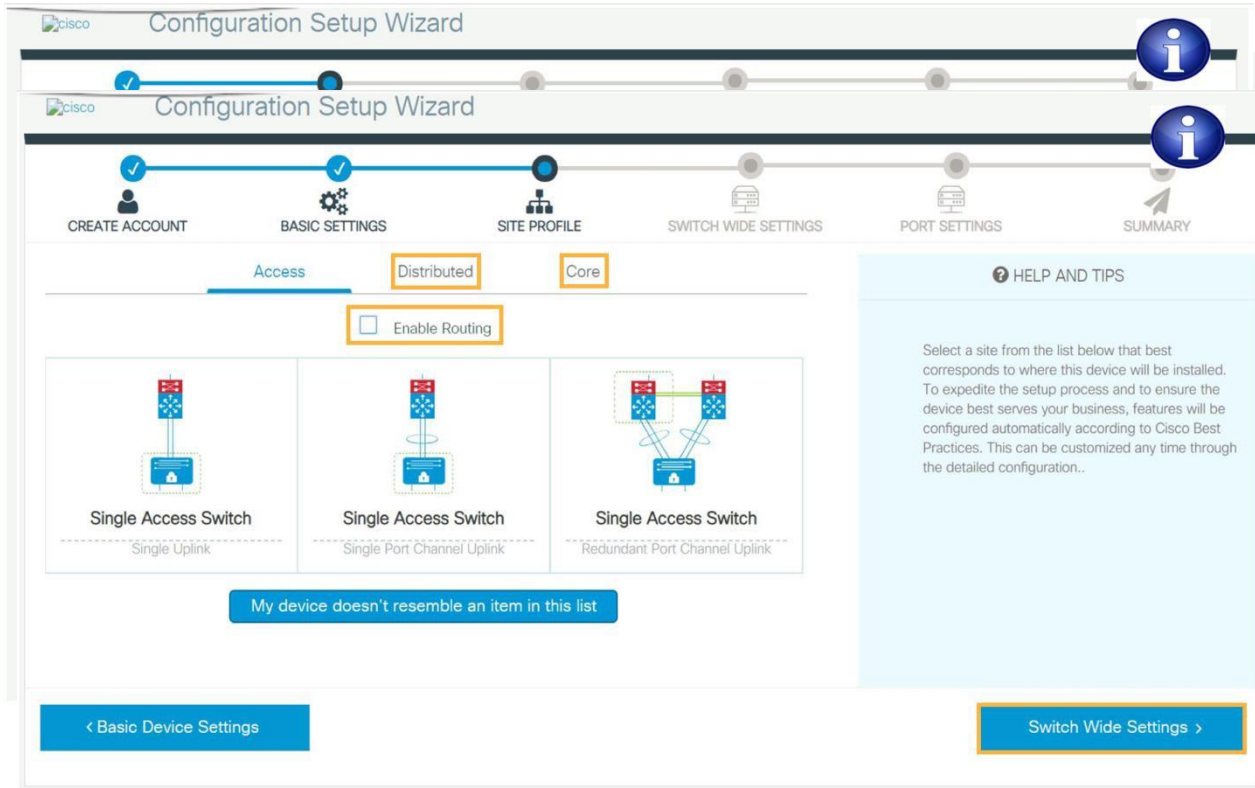 cisco Configuration Setup Wizard
cisco Configuration Setup Wizard
CREATE ACCOUNT BASIC SETTINGS SITE PROFILE SWITCH WIDE SETTINGS PORT SETTINGS SUMMARY
Access Distributed Core
Enable Routing
Single Access Switch Single Access Switch Single Access Switch
Single Uplink Single Port Channel Uplink Redundant Port Channel Uplink
My device doesn't resemble an item in this list
HELP AND TIPS
Select a site from the list below that best
corresponds to where this device will be installed.
To expedite the setup process and to ensure the
device best serves your business, features will be
configured automatically according to Cisco Best
Practices. This can be customized any time through
the detailed configuration..
< Basic Device Settings Switch Wide Settings >